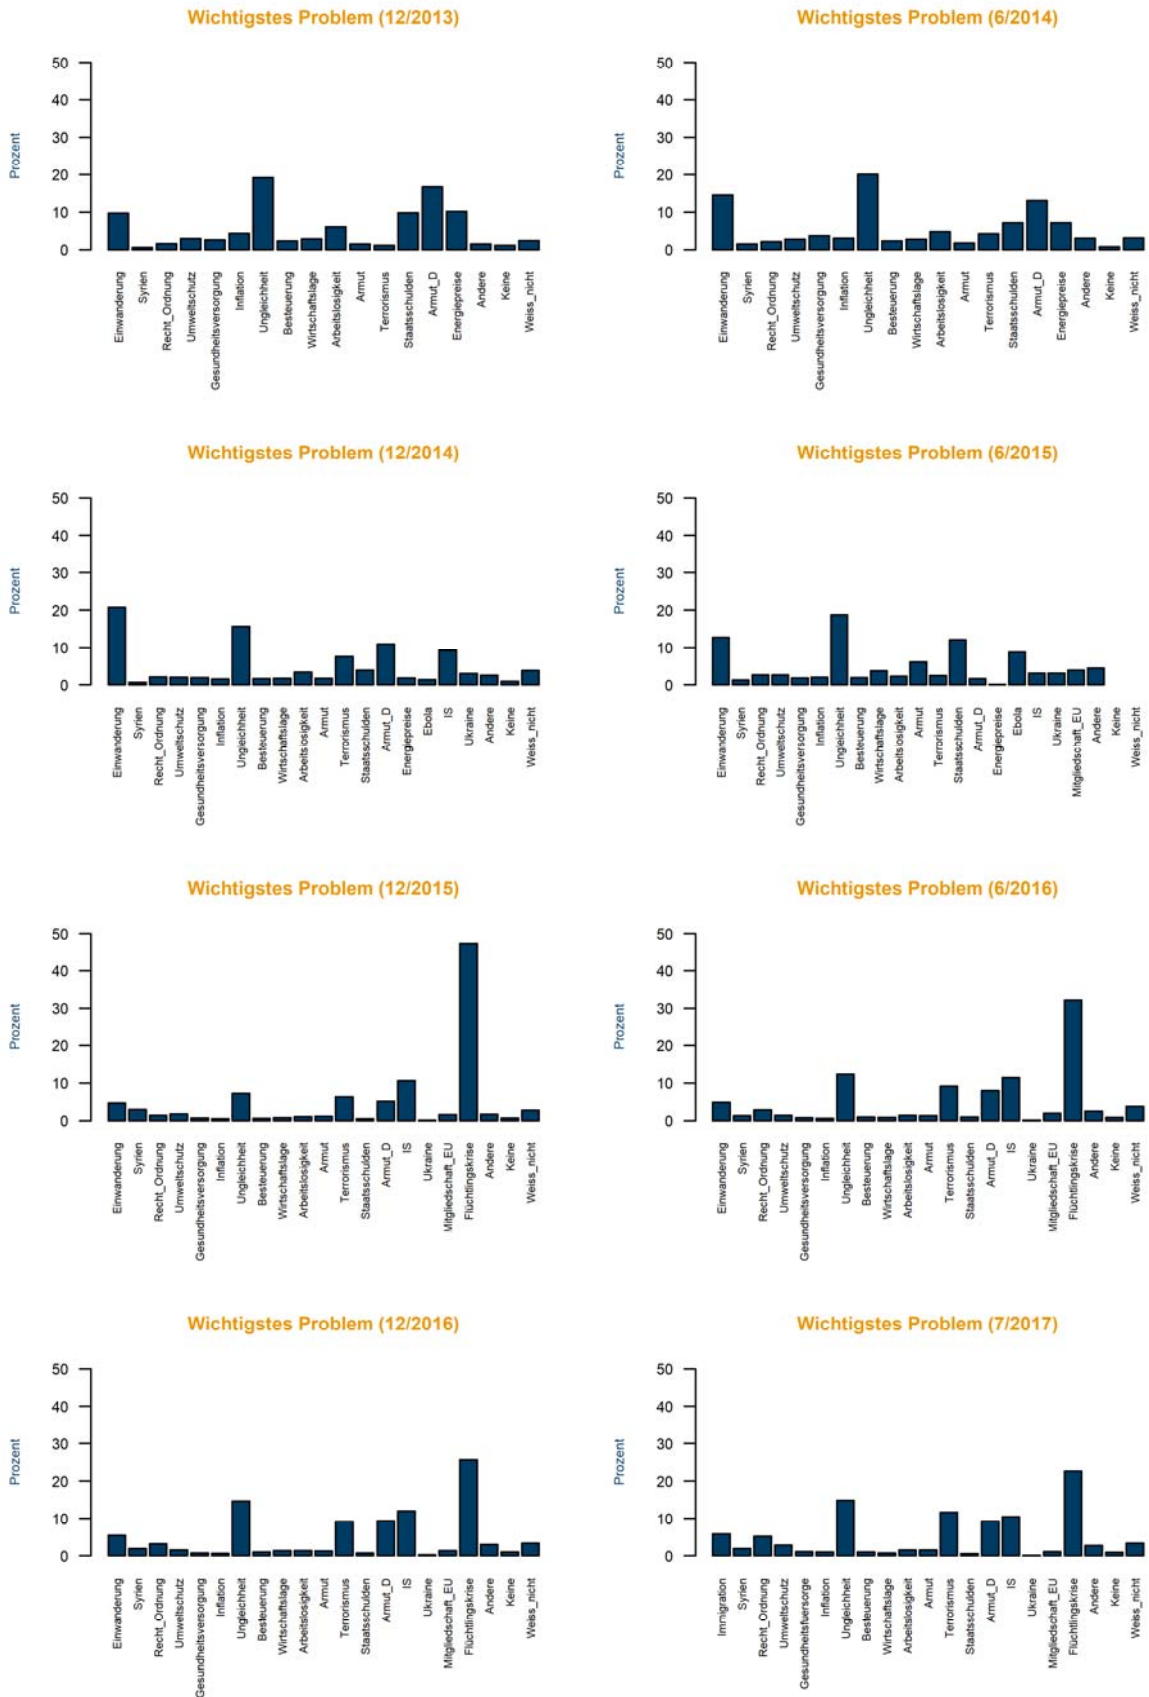 Wichtigstes Problem (12/2013)
Prozent
50
40
30
20
10
0
Einwanderung
Syrien
Recht_Ordnung
Umweltschutz
Gesundheitsversorgung
Inflation
Ungleichheit
Besteuerung
Wirtschaftslage
Arbeitslosigkeit
Armut
Terrorismus
Staatsschulden
Armut_D
Energiepreise
Andere
Keine
Weiss_nicht
Wichtigstes Problem (6/2014)
Prozent
50
40
30
20
10
0
Einwanderung
Syrien
Recht_Ordnung
Umweltschutz
Gesundheitsversorgung
Inflation
Ungleichheit
Besteuerung
Wirtschaftslage
Arbeitslosigkeit
Armut
Terrorismus
Staatsschulden
Armut_D
Energiepreise
Andere
Keine
Weiss_nicht
Wichtigstes Problem (12/2014)
Prozent
50
40
30
20
10
0
Einwanderung
Syrien
Recht_Ordnung
Umweltschutz
Gesundheitsversorgung
Inflation
Ungleichheit
Besteuerung
Wirtschaftslage
Arbeitslosigkeit
Armut
Terrorismus
Staatsschulden
Armut_D
Energiepreise
Ebola
IS
Ukraine
Andere
Keine
Weiss_nicht
Wichtigstes Problem (6/2015)
Prozent
50
40
30
20
10
0
Einwanderung
Syrien
Recht_Ordnung
Umweltschutz
Gesundheitsversorgung
Inflation
Ungleichheit
Besteuerung
Wirtschaftslage
Arbeitslosigkeit
Armut
Terrorismus
Staatsschulden
Armut_D
Energiepreise
Ebola
IS
Ukraine
Mitgliedschaft_EU
Andere
Weiss_nicht
Wichtigstes Problem (12/2015)
Prozent
50
40
30
20
10
0
Einwanderung
Syrien
Recht_Ordnung
Umweltschutz
Gesundheitsversorgung
Inflation
Ungleichheit
Besteuerung
Wirtschaftslage
Arbeitslosigkeit
Armut
Terrorismus
Staatsschulden
Armut_D
IS
Ukraine
Mitgliedschaft_EU
Flüchtlingskrise
Andere
Keine
Weiss_nicht
Wichtigstes Problem (6/2016)
Prozent
50
40
30
20
10
0
Einwanderung
Syrien
Recht_Ordnung
Umweltschutz
Gesundheitsversorgung
Inflation
Ungleichheit
Besteuerung
Wirtschaftslage
Arbeitslosigkeit
Armut
Terrorismus
Staatsschulden
Armut_D
IS
Ukraine
Mitgliedschaft_EU
Flüchtlingskrise
Andere
Keine
Weiss_nicht
Wichtigstes Problem (12/2016)
Prozent
50
40
30
20
10
0
Einwanderung
Syrien
Recht_Ordnung
Umweltschutz
Gesundheitsversorgung
Inflation
Ungleichheit
Besteuerung
Wirtschaftslage
Arbeitslosigkeit
Armut
Terrorismus
Staatsschulden
Armut_D
IS
Ukraine
Mitgliedschaft_EU
Flüchtlingskrise
Andere
Keine
Weiss_nicht
Wichtigstes Problem (7/2017)
Prozent
50
40
30
20
10
0
Immigration
Syrien
Recht_Ordnung
Umweltschutz
Gesundheitsfuersorge
Inflation
Ungleichheit
Besteuerung
Wirtschaftslage
Arbeitslosigkeit
Armut
Terrorismus
Staatsschulden
Armut_D
IS
Ukraine
Mitgliedschaft_EU
Flüchtlingskrise
Andere
Keine
Weiss_nicht